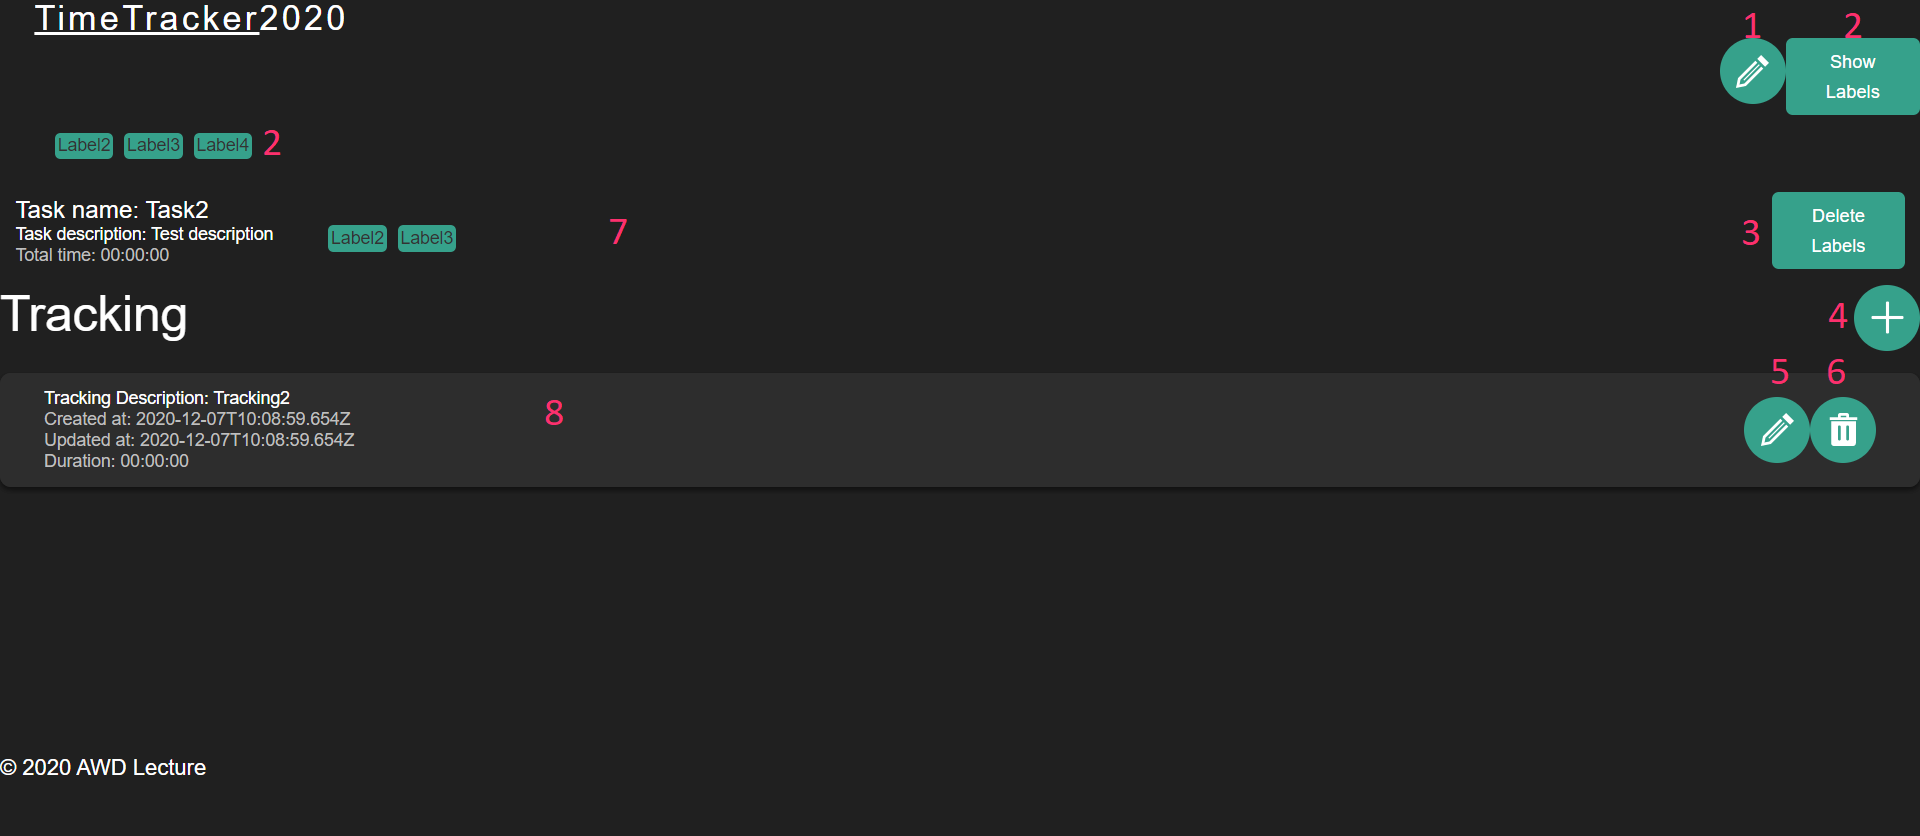 TimeTracker2020
1
2
Show
Labels
Label2 Label3 Label4 2
Task name: Task2
Task description: Test description
Total time: 00:00:00
Label2 Label3
7
3
Delete
Labels
Tracking
4
5
6
Tracking Description: Tracking2
Created at: 2020-12-07T10:08:59.654Z
Updated at: 2020-12-07T10:08:59.654Z
Duration: 00:00:00
8
© 2020 AWD Lecture